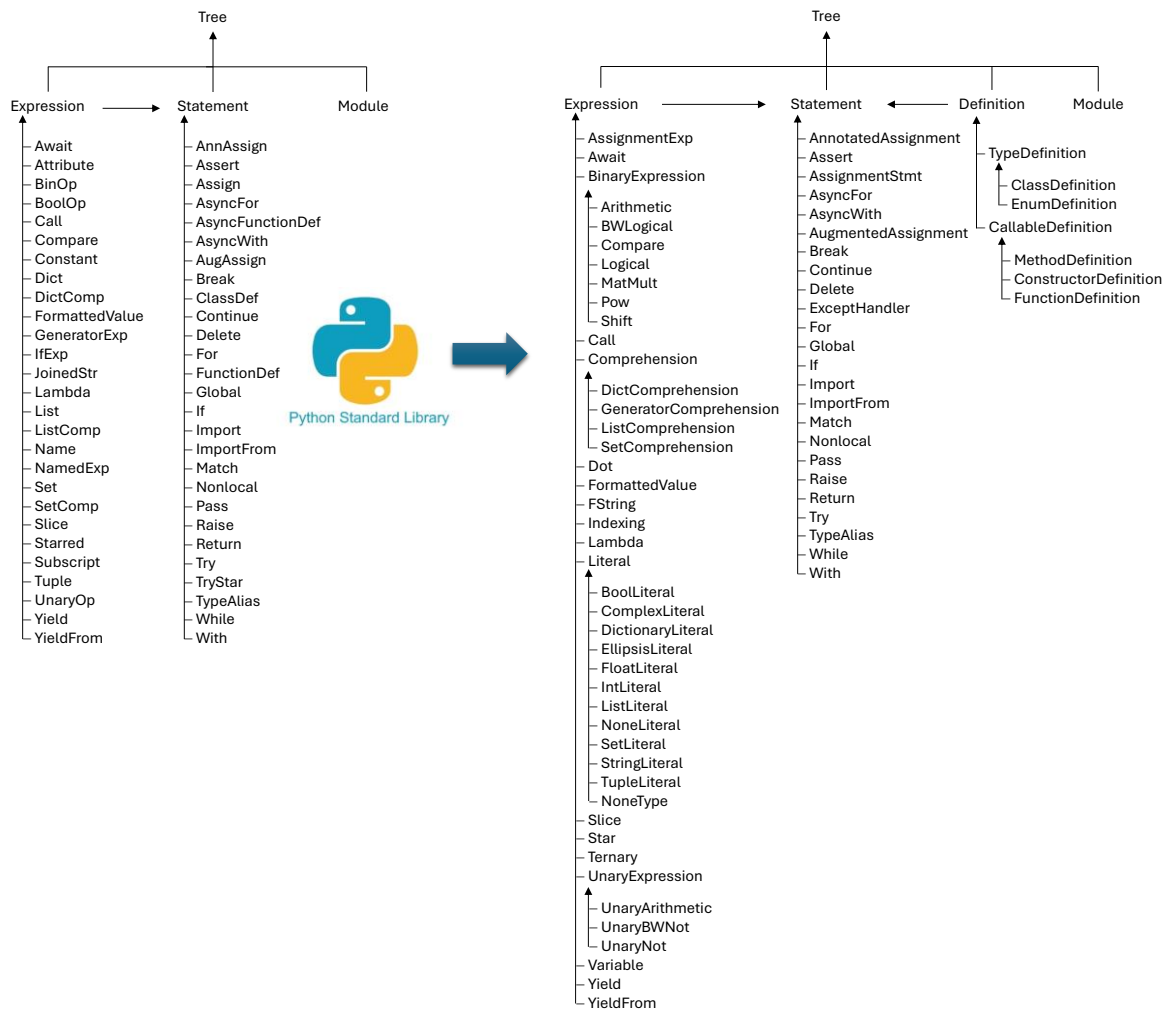 Tree
Expression
Statement
Module
Await
Attribute
BinOp
BoolOp
Call
Compare
Constant
Dict
DictComp
FormattedValue
GeneratorExp
IfExp
JoinedStr
Lambda
List
ListComp
Name
NamedExp
Set
SetComp
Slice
Starred
Subscript
Tuple
UnaryOp
Yield
YieldFrom
AnnAssign
Assert
Assign
AsyncFor
AsyncFunctionDef
AsyncWith
AugAssign
Break
ClassDef
Continue
Delete
For
FunctionDef
Global
If
Import
ImportFrom
Match
Nonlocal
Pass
Raise
Return
Try
TryStar
TypeAlias
While
With
Python Standard Library
Tree
Expression
Statement
Definition
Module
AssignmentExp
Await
BinaryExpression
Arithmetic
BWLogical
Compare
Logical
MatMult
Pow
Shift
Call
Comprehension
DictComprehension
GeneratorComprehension
ListComprehension
SetComprehension
Dot
FormattedValue
FString
Indexing
Lambda
Literal
BoolLiteral
ComplexLiteral
DictionaryLiteral
EllipsisLiteral
FloatLiteral
IntLiteral
ListLiteral
NoneLiteral
SetLiteral
StringLiteral
TupleLiteral
NoneType
Slice
Star
Ternary
UnaryExpression
UnaryArithmetic
UnaryBWNot
UnaryNot
Variable
Yield
YieldFrom
AnnotatedAssignment
Assert
AssignmentStmt
AsyncFor
AsyncWith
AugmentedAssignment
Break
Continue
Delete
ExceptHandler
For
Global
If
Import
ImportFrom
Match
Nonlocal
Pass
Raise
Return
Try
TypeAlias
While
With
TypeDefinition
ClassDefinition
EnumDefinition
CallableDefinition
MethodDefinition
ConstructorDefinition
FunctionDefinition